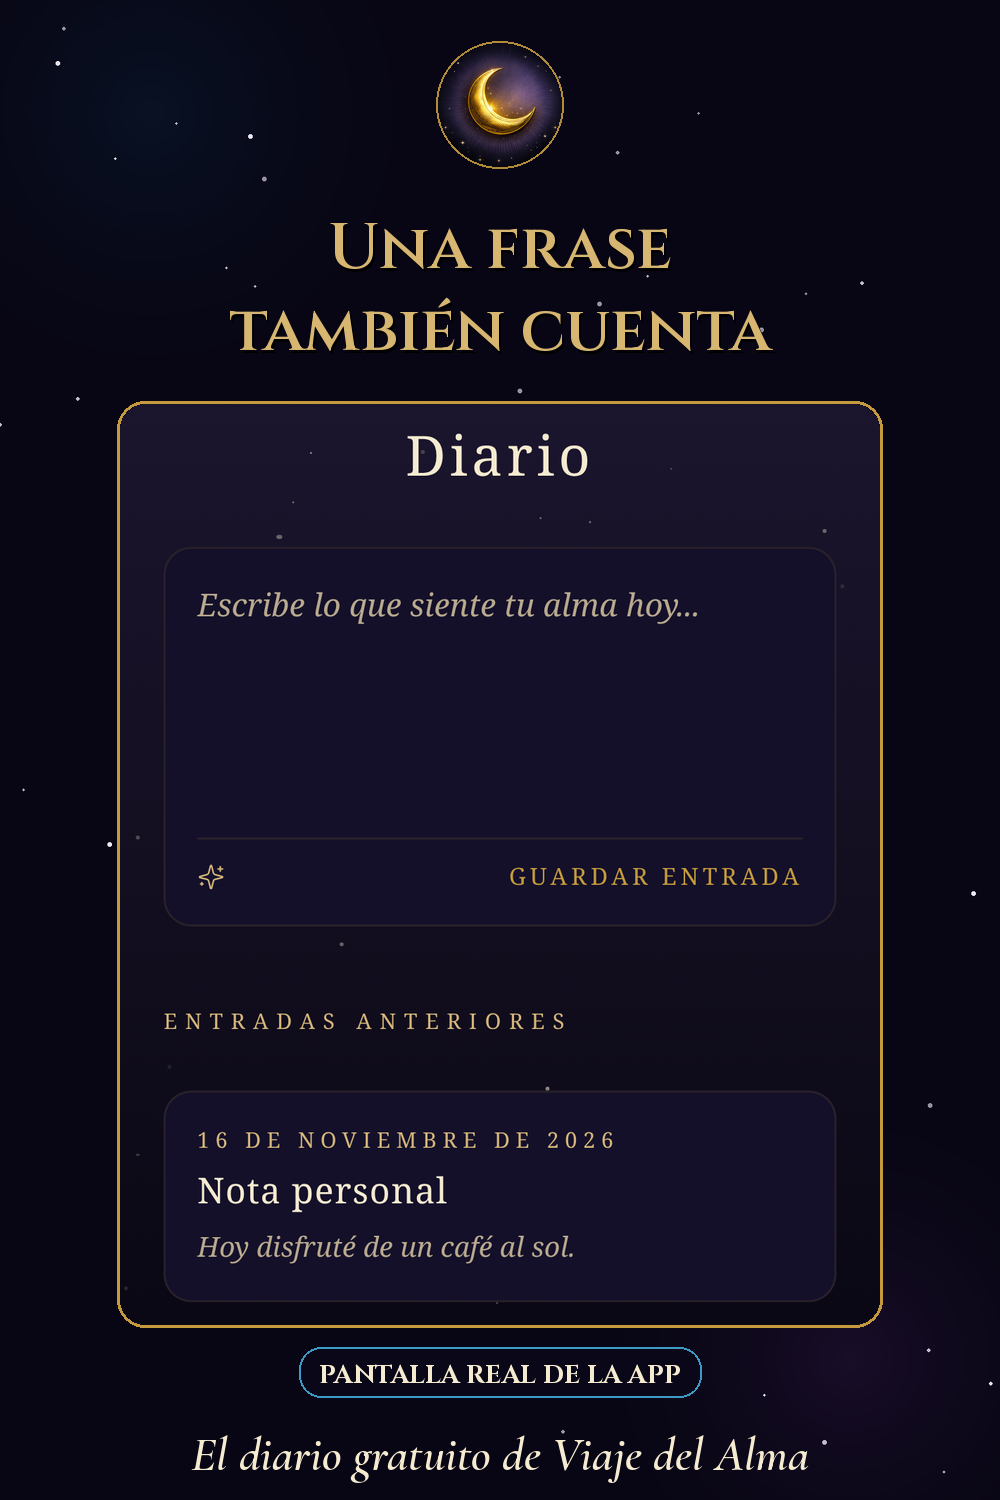 Una frase
también cuenta
Diario
Escribe lo que siente tu alma hoy...
GUARDAR ENTRADA
ENTRADAS ANTERIORES
16 DE NOVIEMBRE DE 2026
Nota personal
Hoy disfruté de un café al sol.
PANTALLA REAL DE LA APP
El diario gratuito de Viaje del Alma